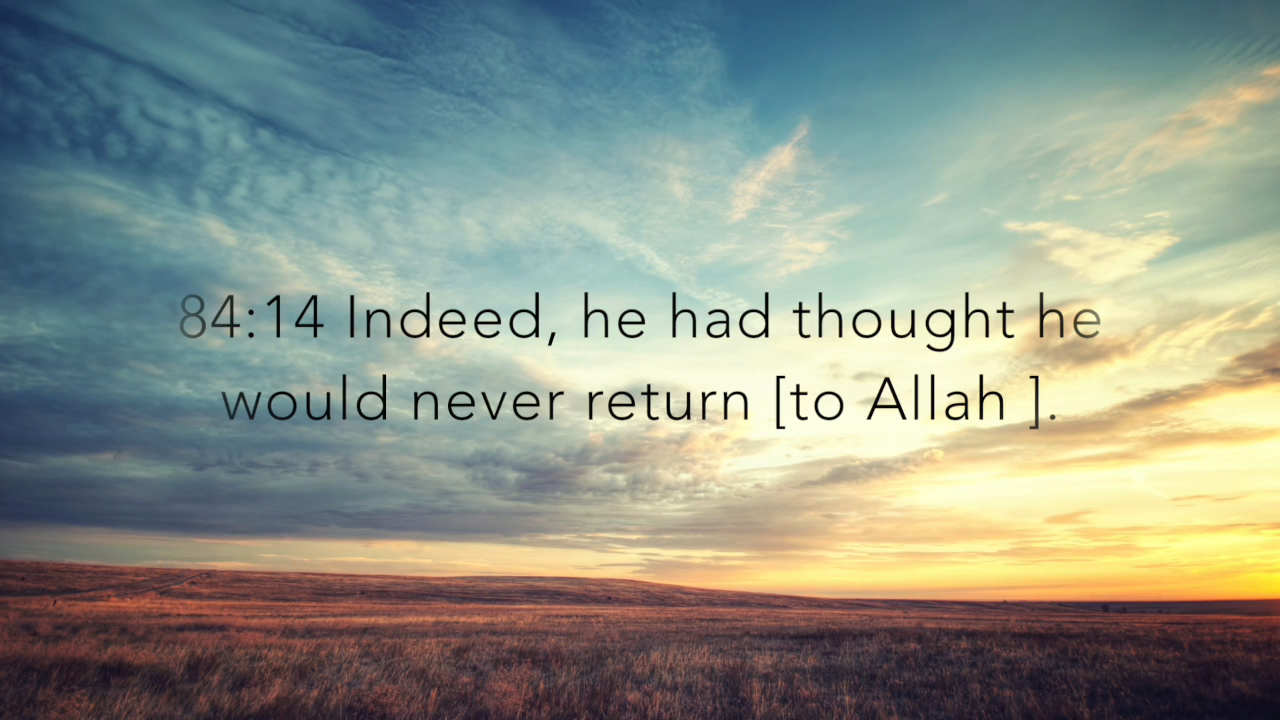 84:14 Indeed, he had thought he
would never return [to Allah ].